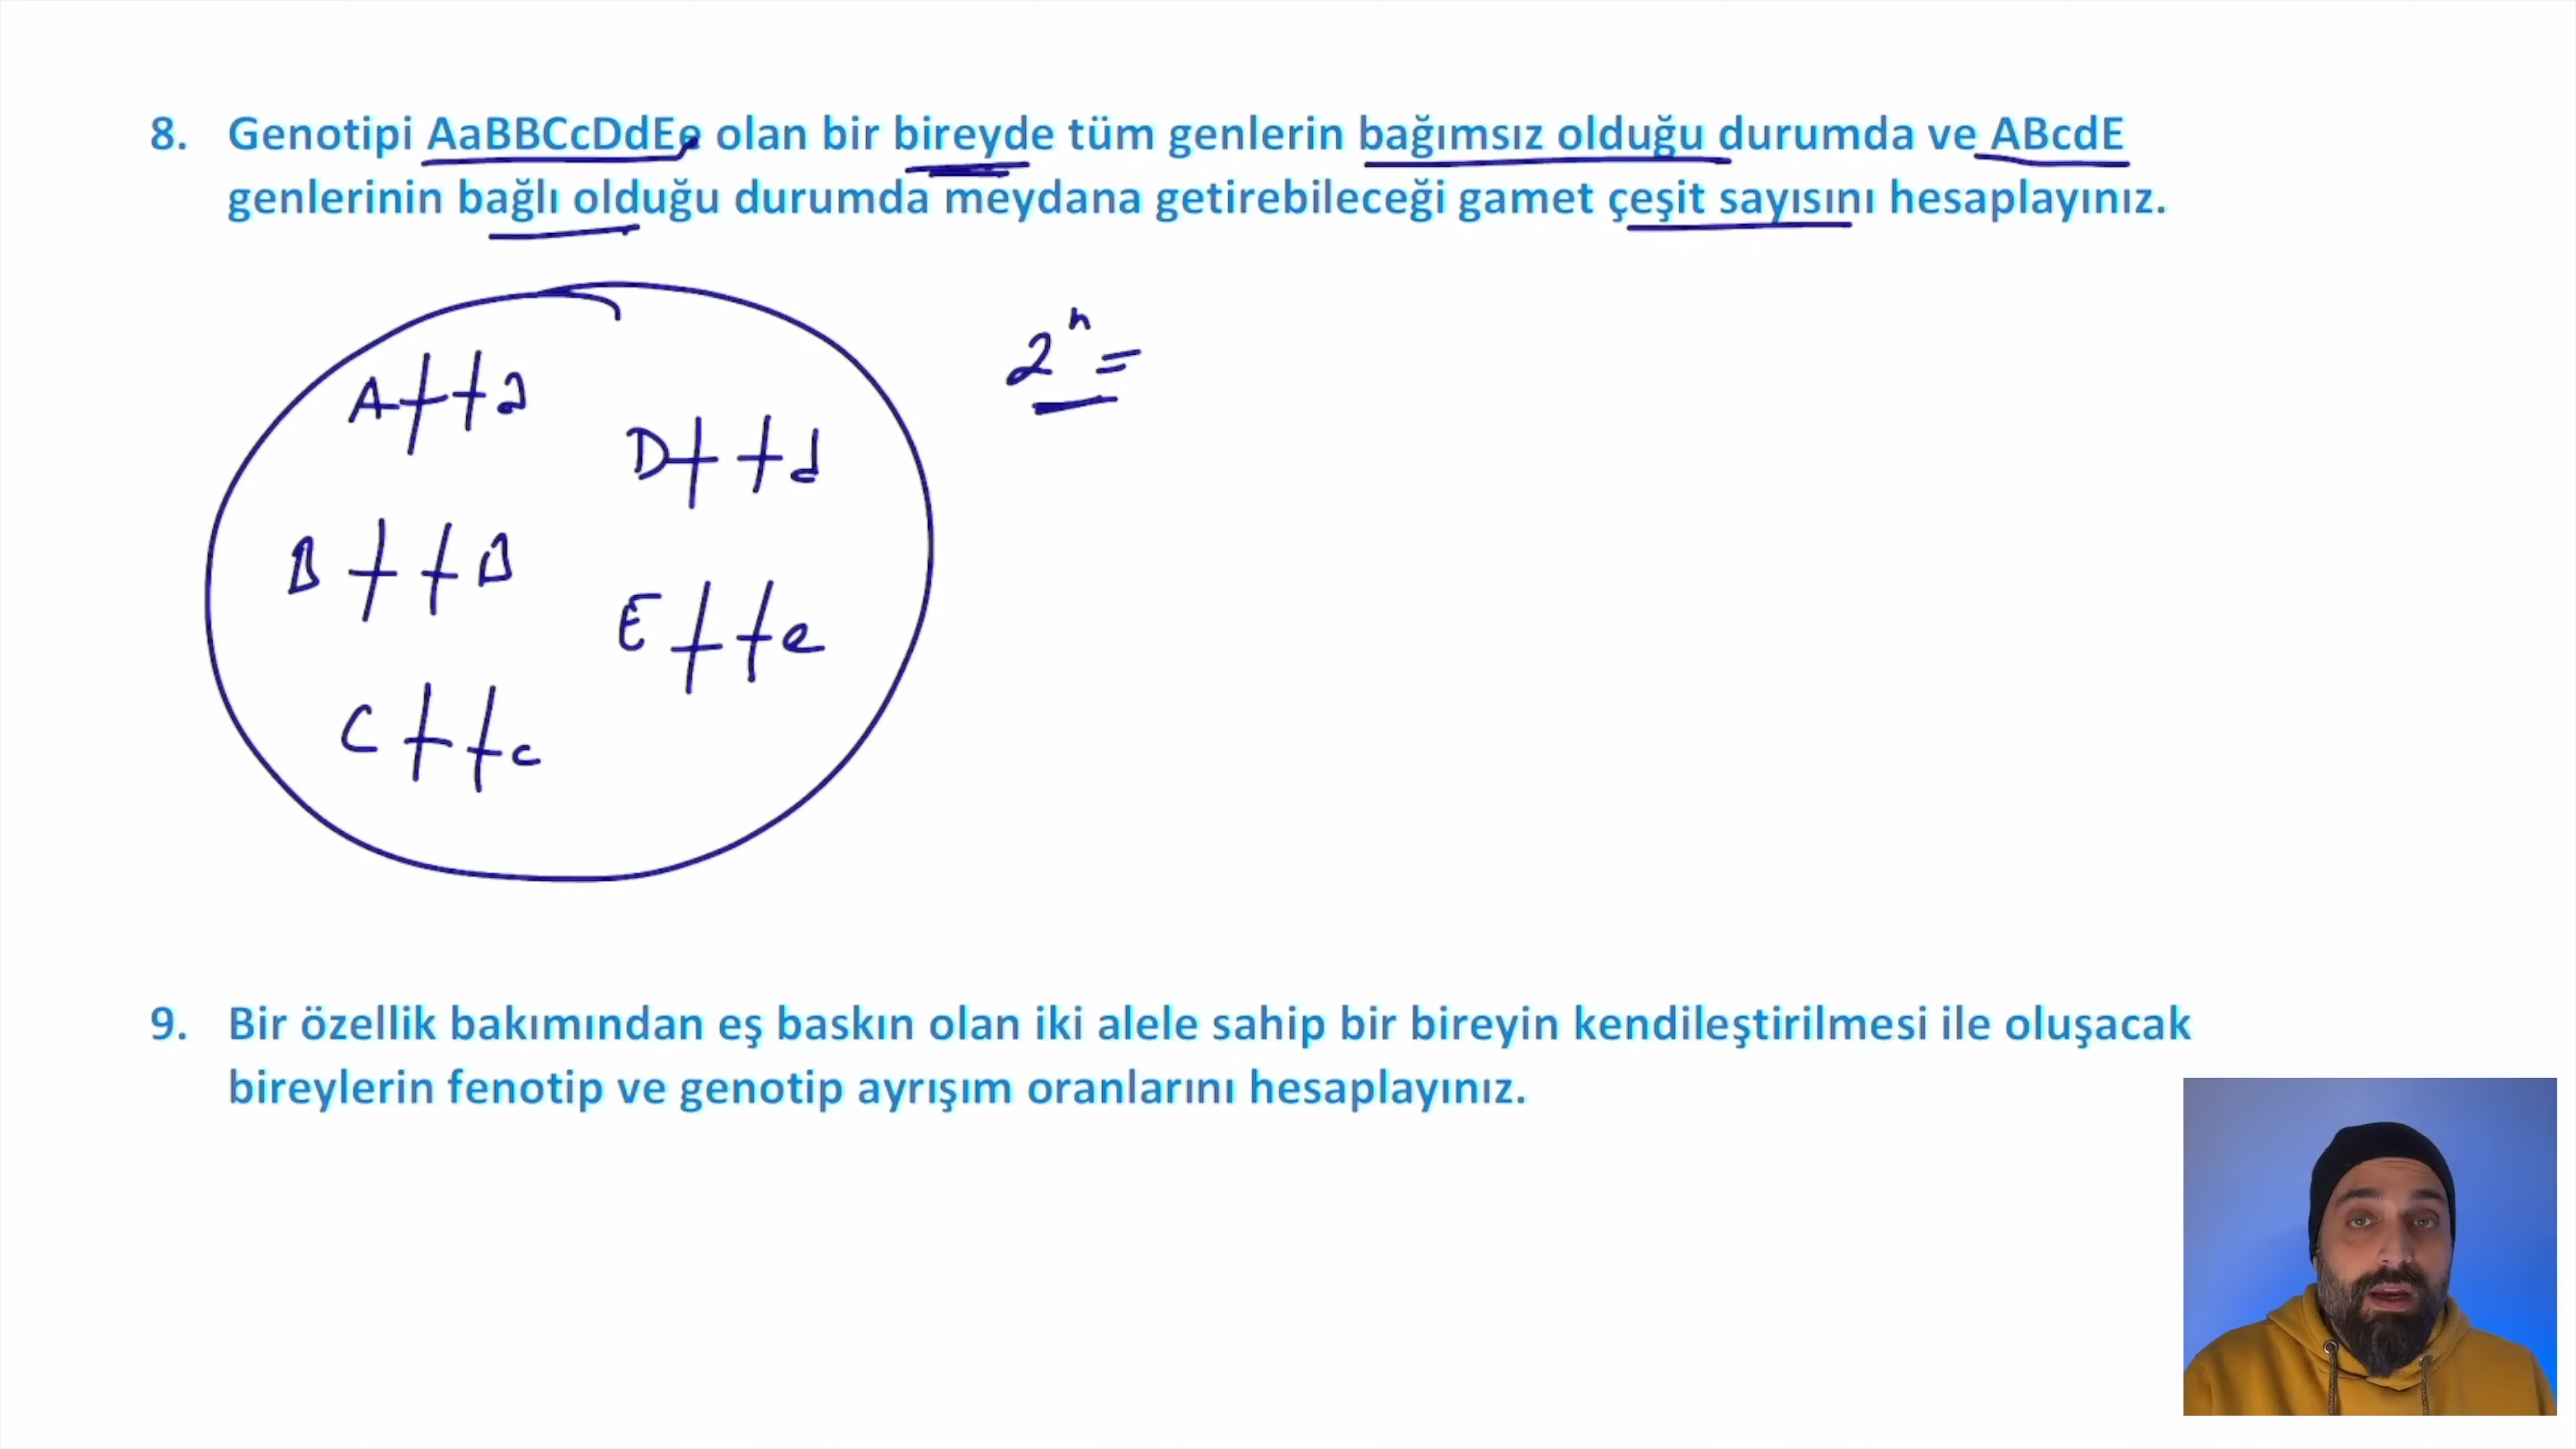 8. Genotipi AaBBCcDdEe olan bir bireyde tüm genlerin bağımsız olduğu durumda ve ABcdE
genlerinin bağlı olduğu durumda meydana getirebileceği gamet çeşit sayısını hesaplayınız.
A a
D d
B B
E e
C c
2ⁿ =
9. Bir özellik bakımından eş baskın olan iki alele sahip bir bireyin kendileştirilmesi ile oluşacak
bireylerin fenotip ve genotip ayrışım oranlarını hesaplayınız.